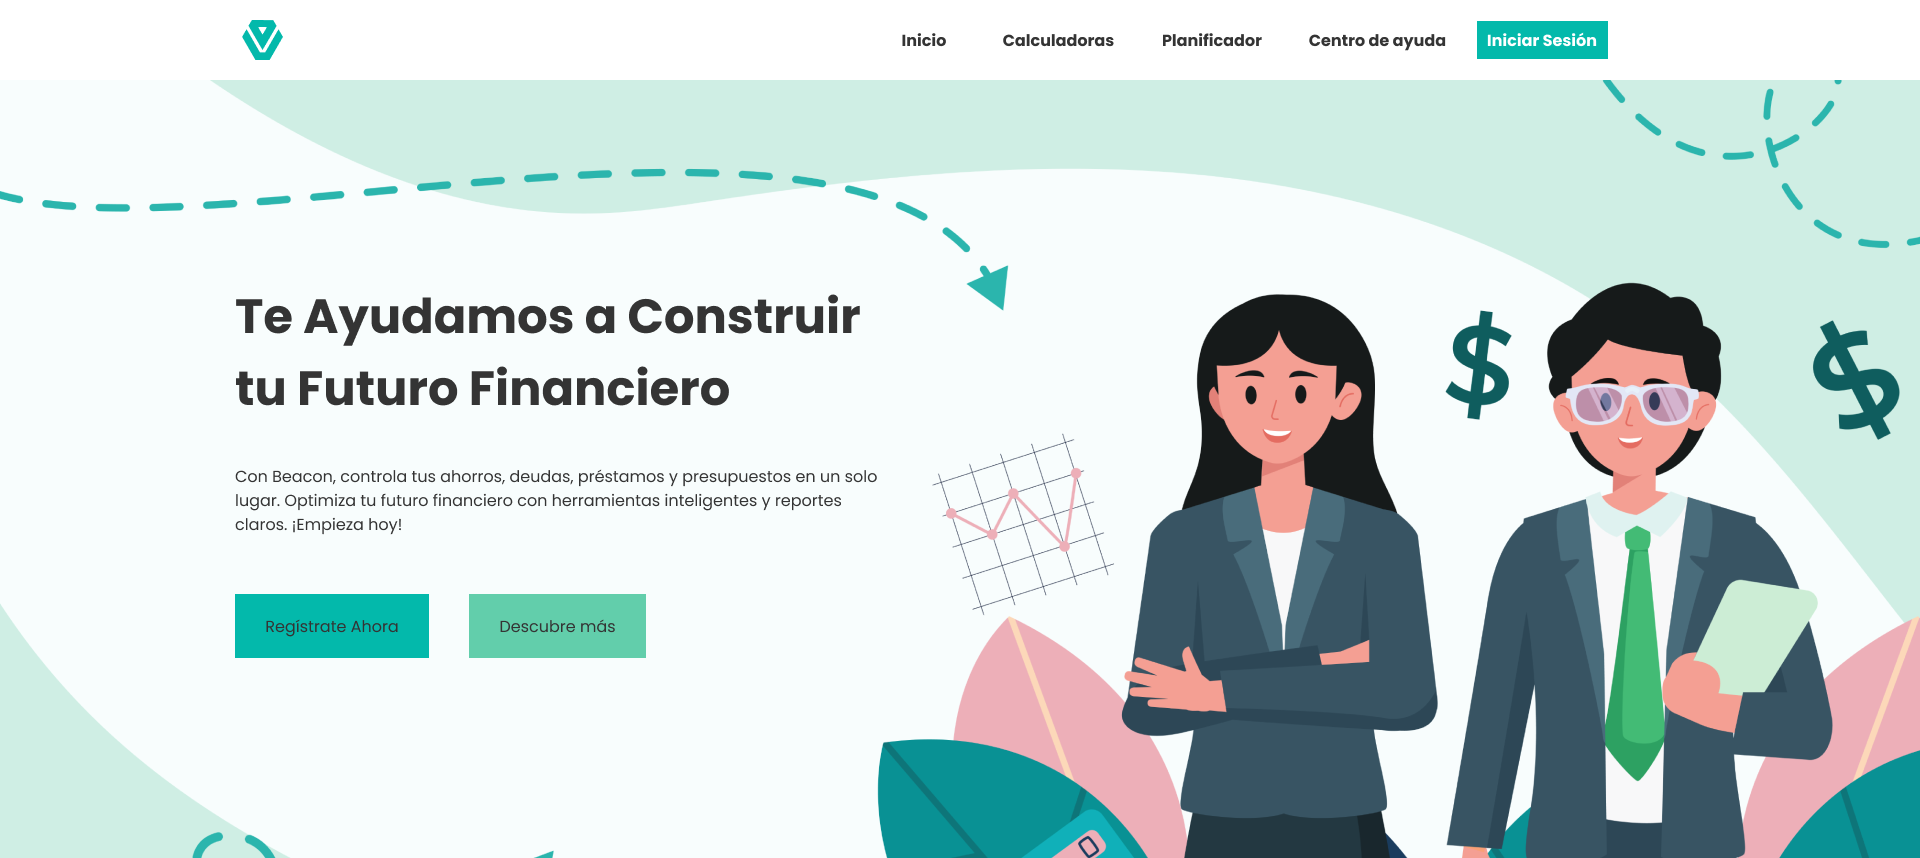 Inicio
Calculadoras
Planificador
Centro de ayuda
Iniciar Sesión
Te Ayudamos a Construir
tu Futuro Financiero
Con Beacon, controla tus ahorros, deudas, préstamos y presupuestos en un solo
lugar. Optimiza tu futuro financiero con herramientas inteligentes y reportes
claros. ¡Empieza hoy!
Regístrate Ahora
Descubre más
$
$